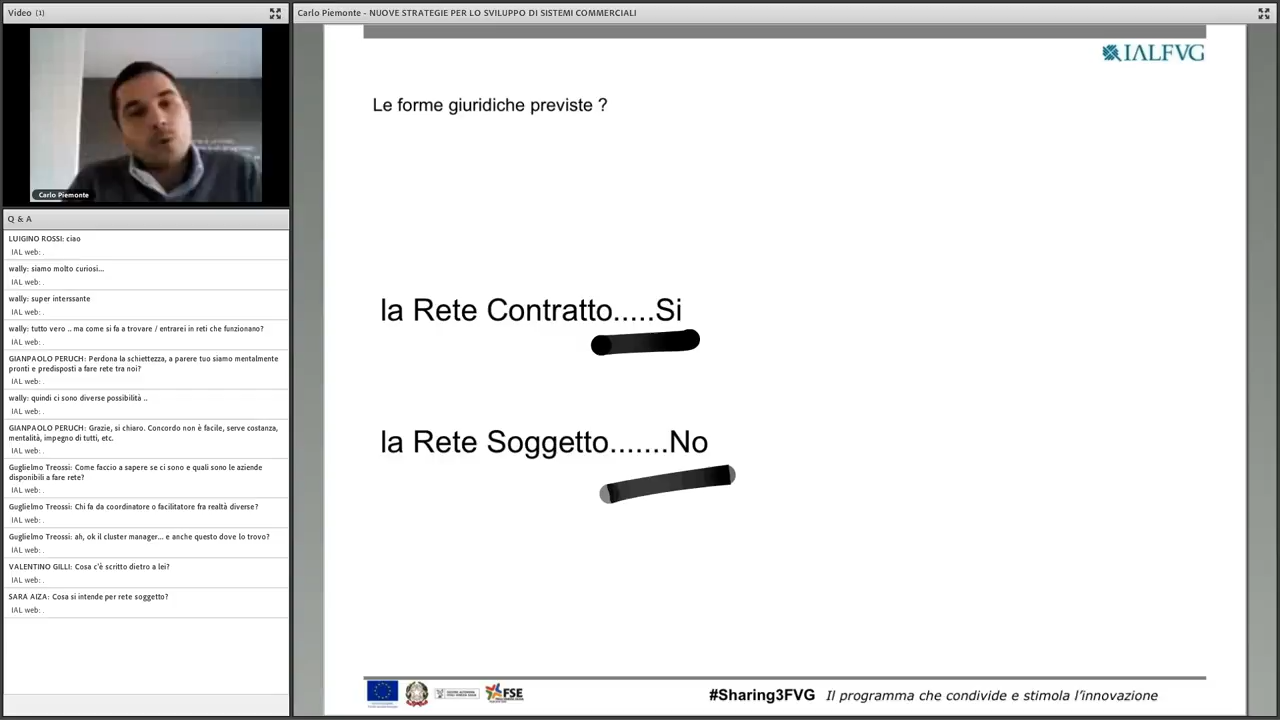 Video (1)
Carlo Piemonte - NUOVE STRATEGIE PER LO SVILUPPO DI SISTEMI COMMERCIALI
Carlo Piemonte
Q & A
LUIGINO ROSSI: ciao
IAL web: .
wally: siamo molto curiosi...
IAL web: .
wally: super interssante
IAL web: .
wally: tutto vero .. ma come si fa a trovare / entrarei in reti che funzionano?
IAL web: .
GIANPAOLO PERUCH: Perdona la schiettezza, a parere tuo siamo mentalmente
pronti e predisposti a fare rete tra noi?
IAL web: .
wally: quindi ci sono diverse possibilità ..
IAL web: .
GIANPAOLO PERUCH: Grazie, si chiaro. Concordo non è facile, serve costanza,
mentalità, impegno di tutti, etc.
IAL web: .
Guglielmo Treossi: Come faccio a sapere se ci sono e quali sono le aziende
disponibili a fare rete?
IAL web: .
Guglielmo Treossi: Chi fa da coordinatore o facilitatore fra realtà diverse?
IAL web: .
Guglielmo Treossi: ah, ok il cluster manager... e anche questo dove lo trovo?
IAL web: .
VALENTINO GILLI: Cosa c'è scritto dietro a lei?
IAL web: .
SARA AIZA: Cosa si intende per rete soggetto?
IAL web: .
IALFVG
Le forme giuridiche previste ?
la Rete Contratto.....Si
la Rete Soggetto.......No
FSE
#Sharing3FVG Il programma che condivide e stimola l'innovazione